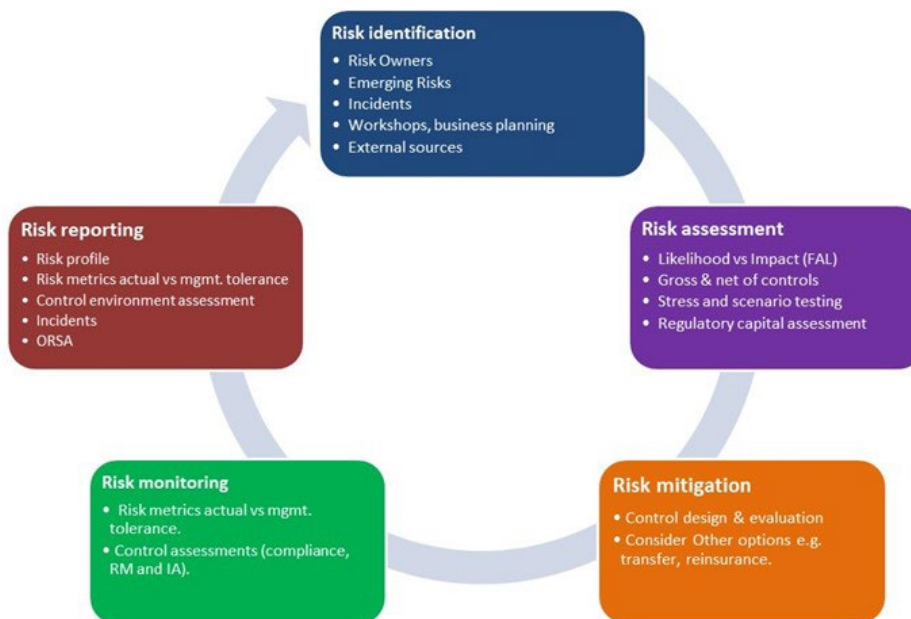 Risk identification
• Risk Owners
• Emerging Risks
• Incidents
• Workshops, business planning
• External sources
Risk assessment
• Likelihood vs Impact (FAL)
• Gross & net of controls
• Stress and scenario testing
• Regulatory capital assessment
Risk mitigation
• Control design & evaluation
• Consider Other options e.g.
transfer, reinsurance.
Risk monitoring
• Risk metrics actual vs mgmt.
tolerance.
• Control assessments (compliance,
RM and IA).
Risk reporting
• Risk profile
• Risk metrics actual vs mgmt. tolerance
• Control environment assessment
• Incidents
• ORSA